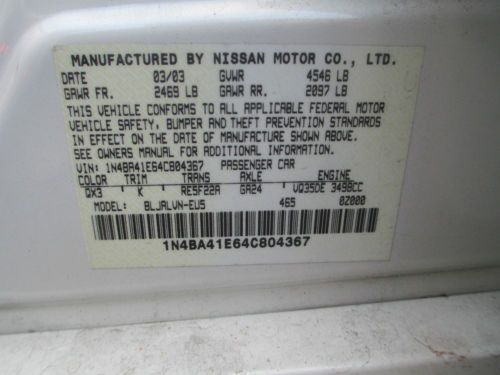 MANUFACTURED BY NISSAN MOTOR CO., LTD.
DATE 03/03 GVWR 4546 LB
GAWR FR. 2469 LB GAWR RR. 2097 LB
THIS VEHICLE CONFORMS TO ALL APPLICABLE FEDERAL MOTOR
VEHICLE SAFETY, BUMPER AND THEFT PREVENTION STANDARDS
IN EFFECT ON THE DATE OF MANUFACTURE SHOWN ABOVE.
SEE OWNERS MANUAL FOR ADDITIONAL INFORMATION.
VIN: 1N4BA41E64C804367 PASSENGER CAR
COLOR TRIM TRANS AXLE ENGINE
QX3 K RE5F22A GA24 VQ35DE 3498CC
MODEL: BLJALVN-EU5 465 0Z000
1N4BA41E64C804367